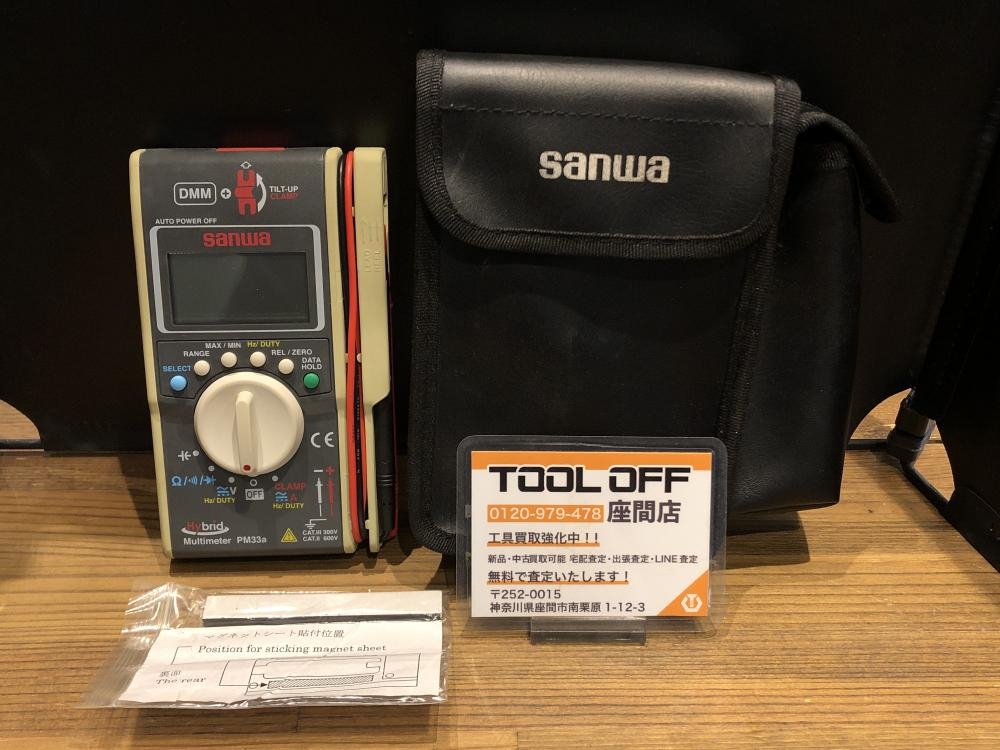 DMM + TILT-UP
CLAMP
AUTO POWER OFF
sanwa
MAX / MIN Hz/ DUTY
RANGE REL / ZERO
SELECT DATA
HOLD
CE
V
Hz/ DUTY
OFF
CLAMP
A
Hz/ DUTY
Hybrid
Multimeter PM33a
CAT.III 300V
CAT.II 600V
sanwa
TOOL OFF
0120-979-478 座間店
工具買取強化中!!
新品・中古買取可能 宅配査定・出張査定・LINE 査定
無料で査定いたします!
〒252-0015
神奈川県座間市南栗原 1-12-3
マグネットシート貼付位置
Position for sticking magnet sheet
裏面
The rear